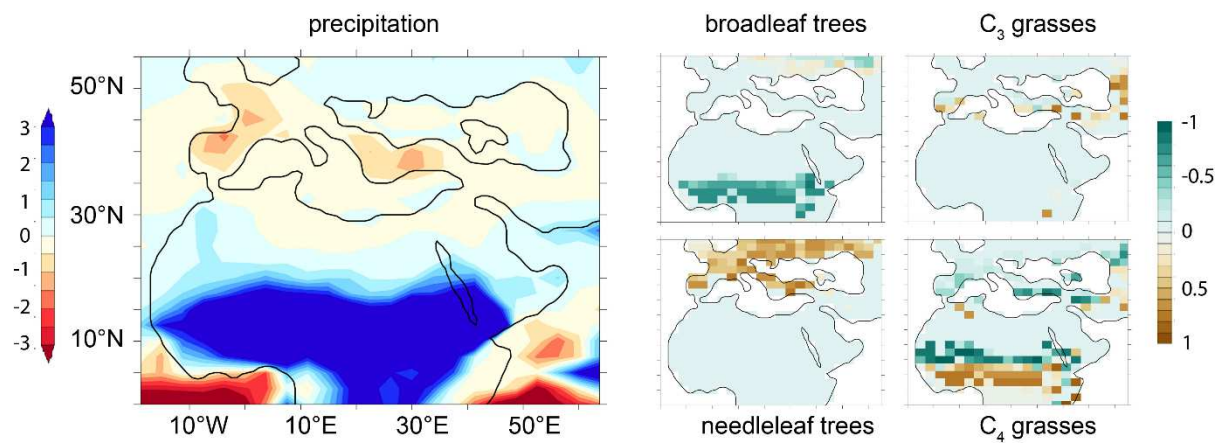 precipitation
broadleaf trees
C₃ grasses
50°N
30°N
10°N
10°W
10°E
30°E
50°E
3
2
1
0
-1
-2
-3
-1
-0.5
0
0.5
1
needleleaf trees
C₄ grasses